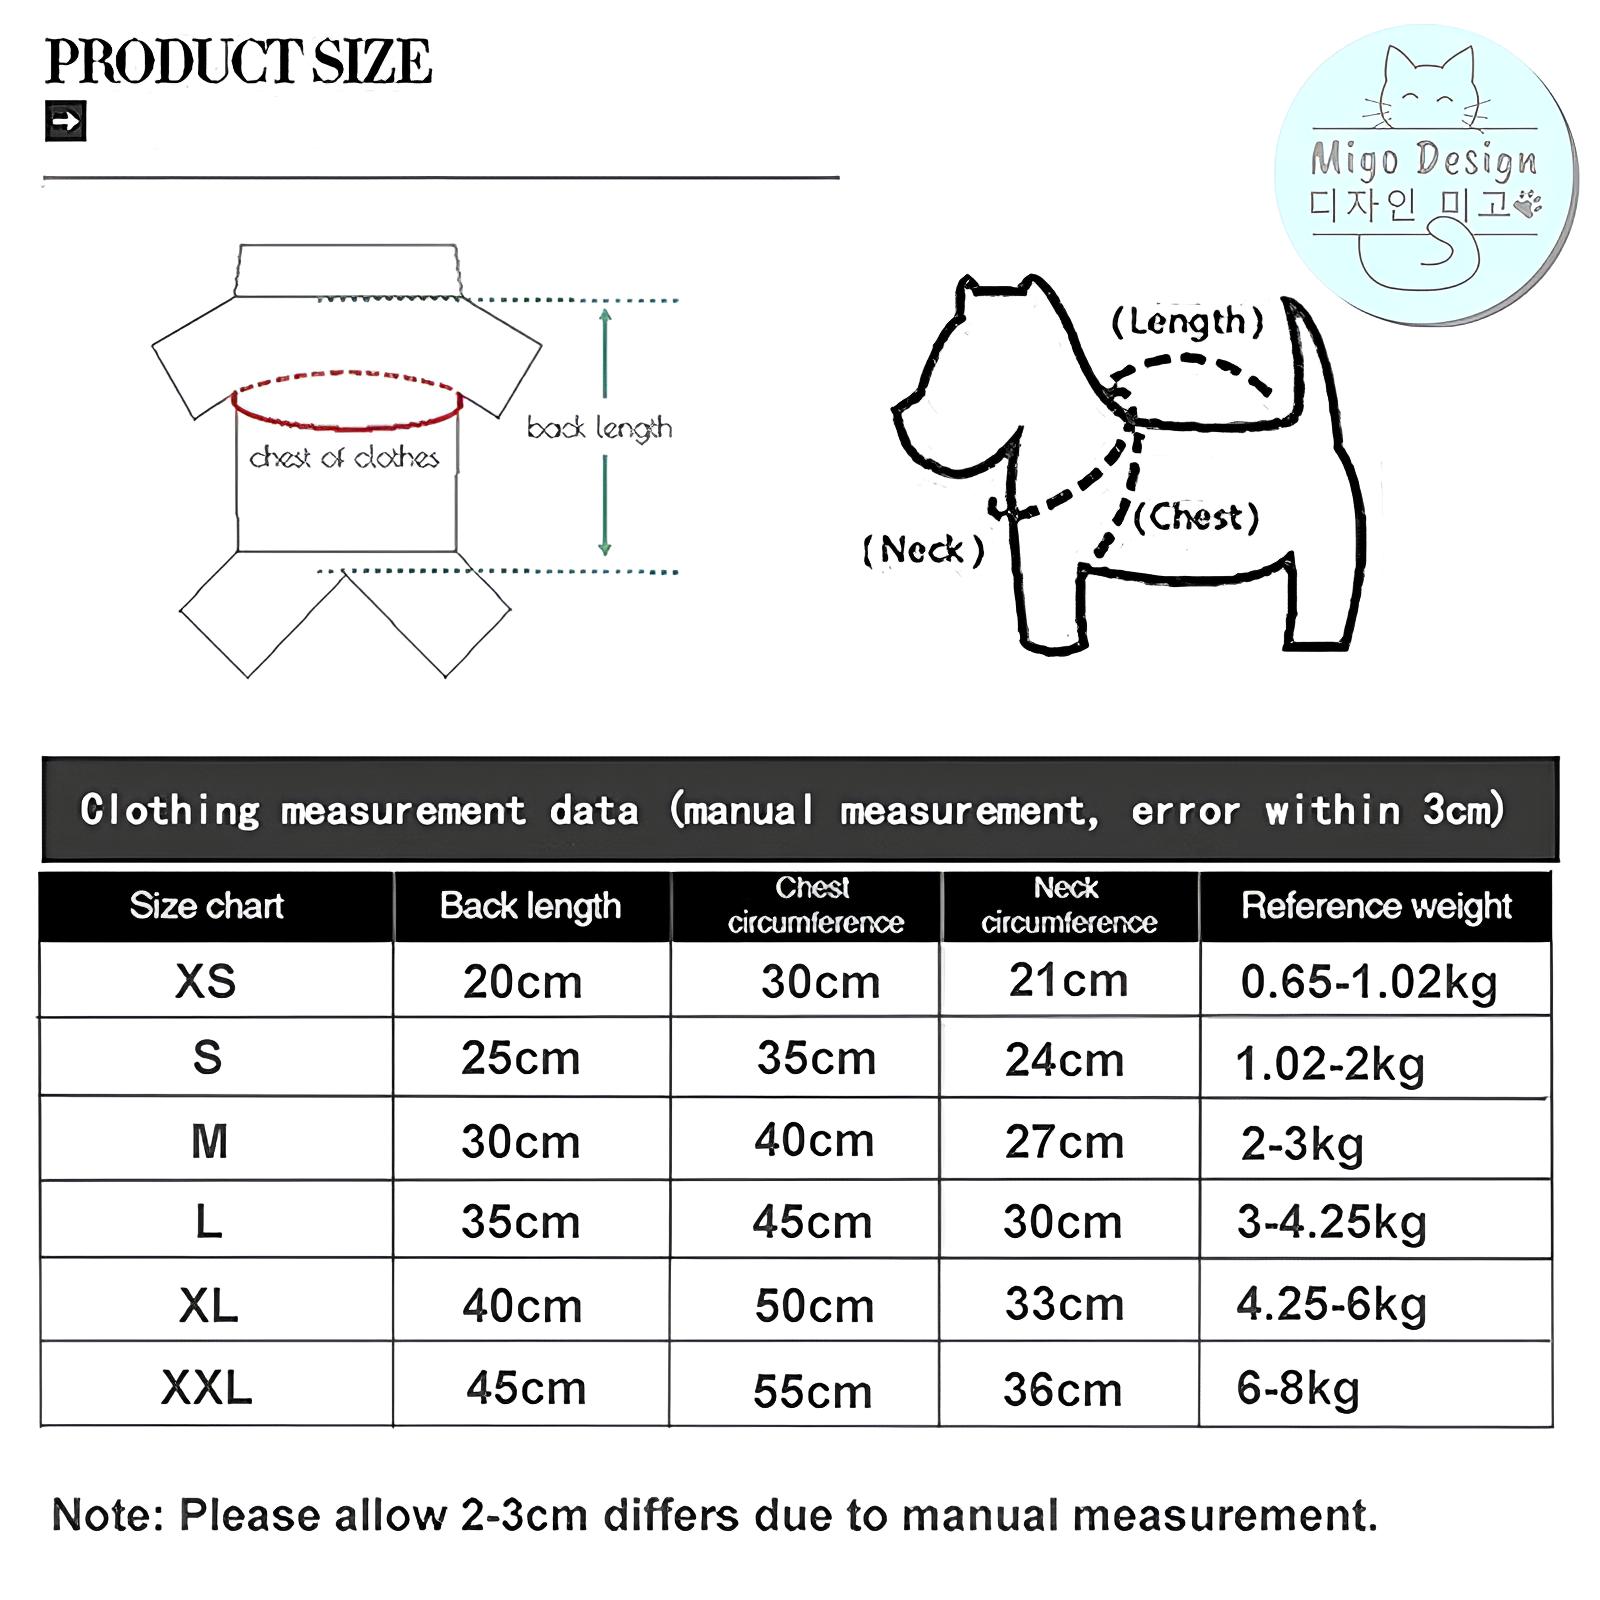 PRODUCT SIZE
Migo Design
디자인 미고
back length
chest of clothes
(Length)
(Chest)
(Neck)
Clothing measurement data (manual measurement, error within 3cm)
Size chart Back length Chest circumference Neck circumference Reference weight
XS 20cm 30cm 21cm 0.65-1.02kg
S 25cm 35cm 24cm 1.02-2kg
M 30cm 40cm 27cm 2-3kg
L 35cm 45cm 30cm 3-4.25kg
XL 40cm 50cm 33cm 4.25-6kg
XXL 45cm 55cm 36cm 6-8kg
Note: Please allow 2-3cm differs due to manual measurement.